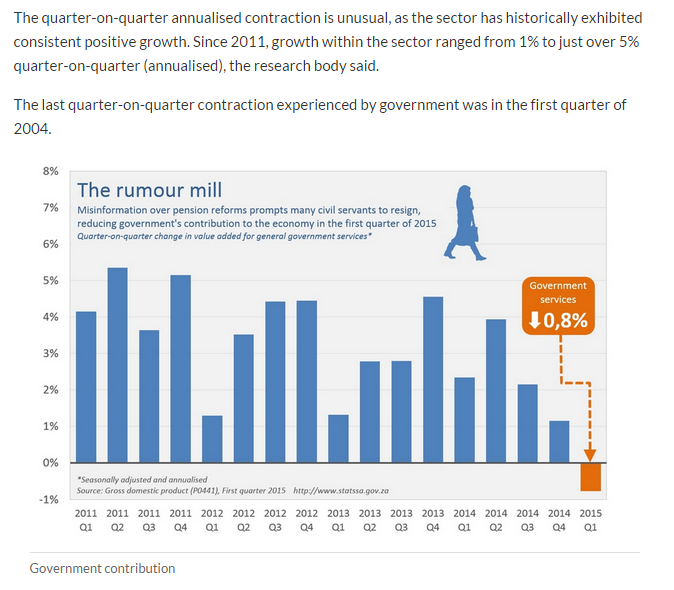 The quarter-on-quarter annualised contraction is unusual, as the sector has historically exhibited
consistent positive growth. Since 2011, growth within the sector ranged from 1% to just over 5%
quarter-on-quarter (annualised), the research body said.
The last quarter-on-quarter contraction experienced by government was in the first quarter of
2004.
8%
The rumour mill
7%
Misinformation over pension reforms prompts many civil servants to resign,
reducing government's contribution to the economy in the first quarter of 2015
Quarter-on-quarter change in value added for general government services*
6%
5%
Government
services
⬇0,8%
4%
3%
2%
1%
0%
*Seasonally adjusted and annualised
Source: Gross domestic product (P0441), First quarter 2015 http://www.statssa.gov.za
-1%
2011 2011 2011 2011 2012 2012 2012 2012 2013 2013 2013 2013 2014 2014 2014 2014 2015
Q1 Q2 Q3 Q4 Q1 Q2 Q3 Q4 Q1 Q2 Q3 Q4 Q1 Q2 Q3 Q4 Q1
Government contribution